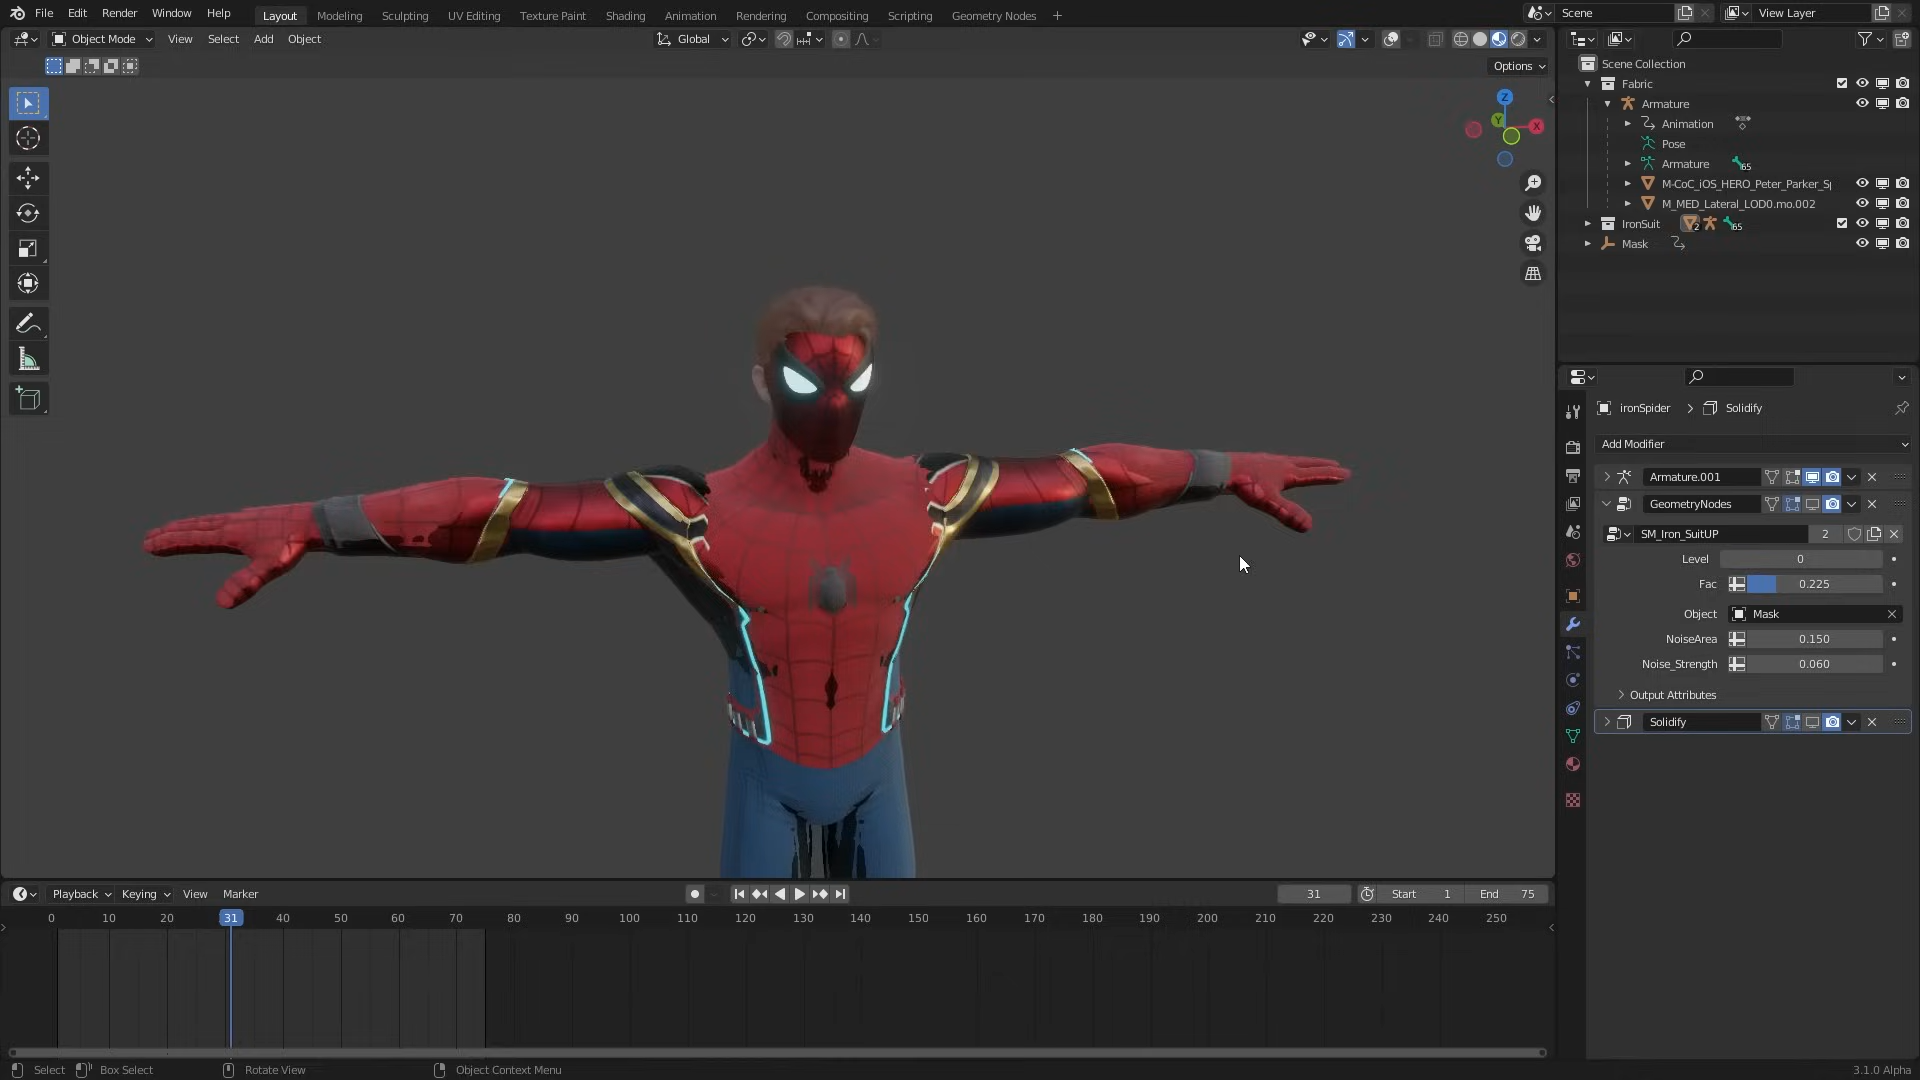 File Edit Render Window Help
Layout Modeling Sculpting UV Editing Texture Paint Shading Animation Rendering Compositing Scripting Geometry Nodes +
Scene View Layer
Object Mode View Select Add Object
Global
Options
Z
Y
X
Scene Collection
Fabric
Armature
Animation
Pose
Armature 65
M-CoC_iOS_HERO_Peter_Parker_S
M_MED_Lateral_LOD0.mo.002
IronSuit 2 65
Mask
ironSpider > Solidify
Add Modifier
Armature.001
GeometryNodes
SM_Iron_SuitUP 2
Level 0
Fac 0.225
Object Mask
NoiseArea 0.150
Noise_Strength 0.060
Output Attributes
Solidify
Playback Keying View Marker
31 Start 1 End 75
0 10 20 31 40 50 60 70 80 90 100 110 120 130 140 150 160 170 180 190 200 210 220 230 240 250
Select Box Select Rotate View Object Context Menu
3.1.0 Alpha